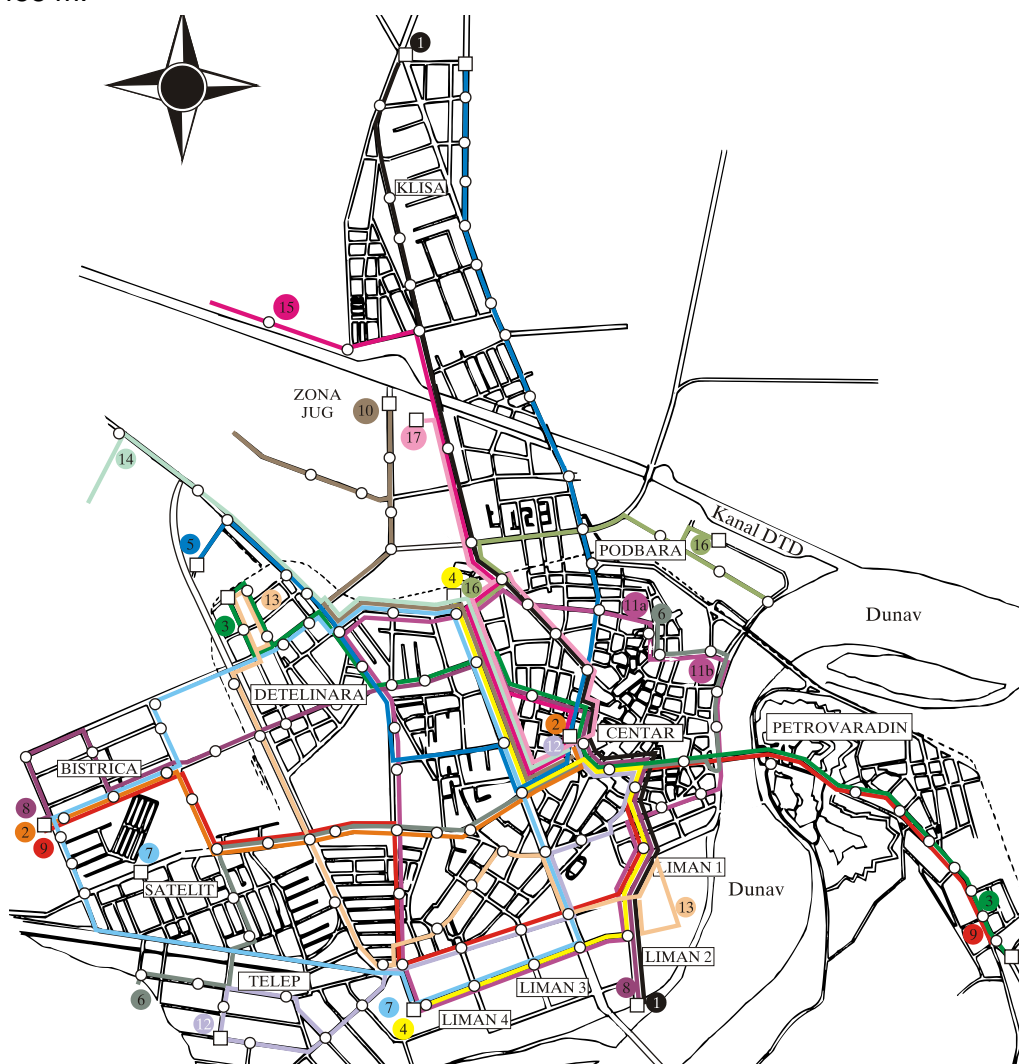 1
KLISA
15
ZONA
JUG
10
17
14
Kanal DTD
5
PODBARA
16
4
16
13
3
11a
6
Dunav
11b
DETELINARA
2
12
CENTAR
PETROVARADIN
BISTRICA
8
2
9
7
SATELIT
LIMAN 1
Dunav
13
3
9
LIMAN 2
TELEP
6
LIMAN 3
8
1
7
12
4
LIMAN 4